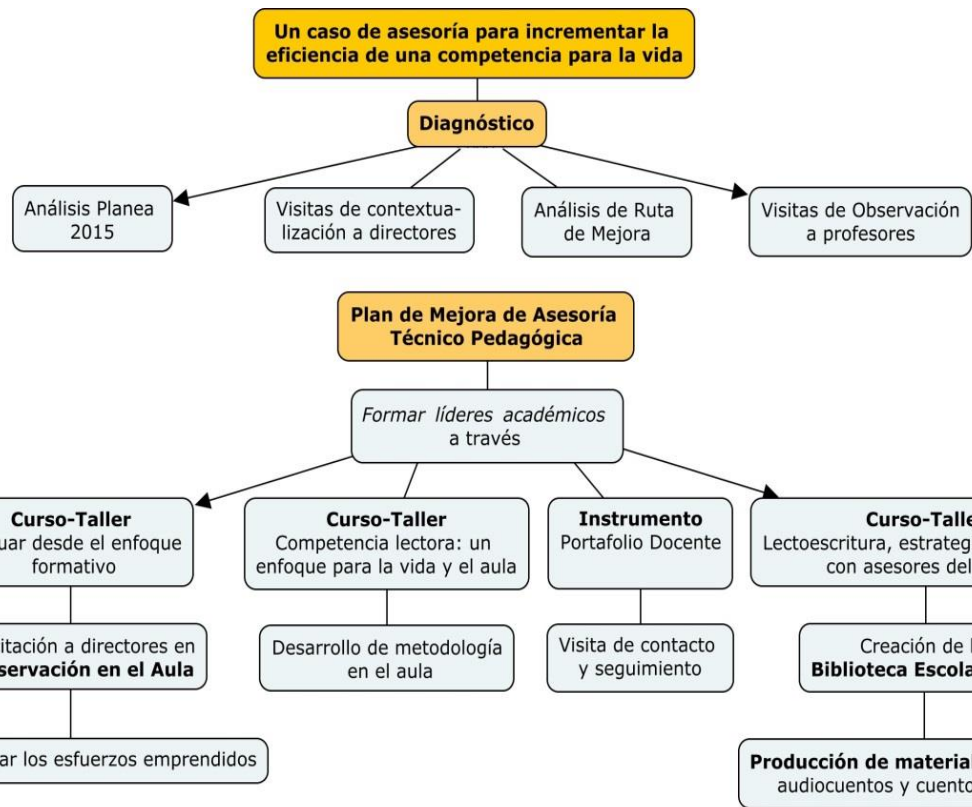 Un caso de asesoría para incrementar la
eficiencia de una competencia para la vida
Diagnóstico
Análisis Planea
2015
Visitas de contextua-
lización a directores
Análisis de Ruta
de Mejora
Visitas de Observación
a profesores
Plan de Mejora de Asesoría
Técnico Pedagógica
Formar líderes académicos
a través
Curso-Taller
desde el enfoque
formativo
Curso-Taller
Competencia lectora: un
enfoque para la vida y el aula
Instrumento
Portafolio Docente
Lectoescritura,
con asesores
a directores en
en el Aula
Desarrollo de metodología
en el aula
Visita de contacto
y seguimiento
Creación de
Biblioteca
los esfuerzos emprendidos
Producción de
audiocuentos y